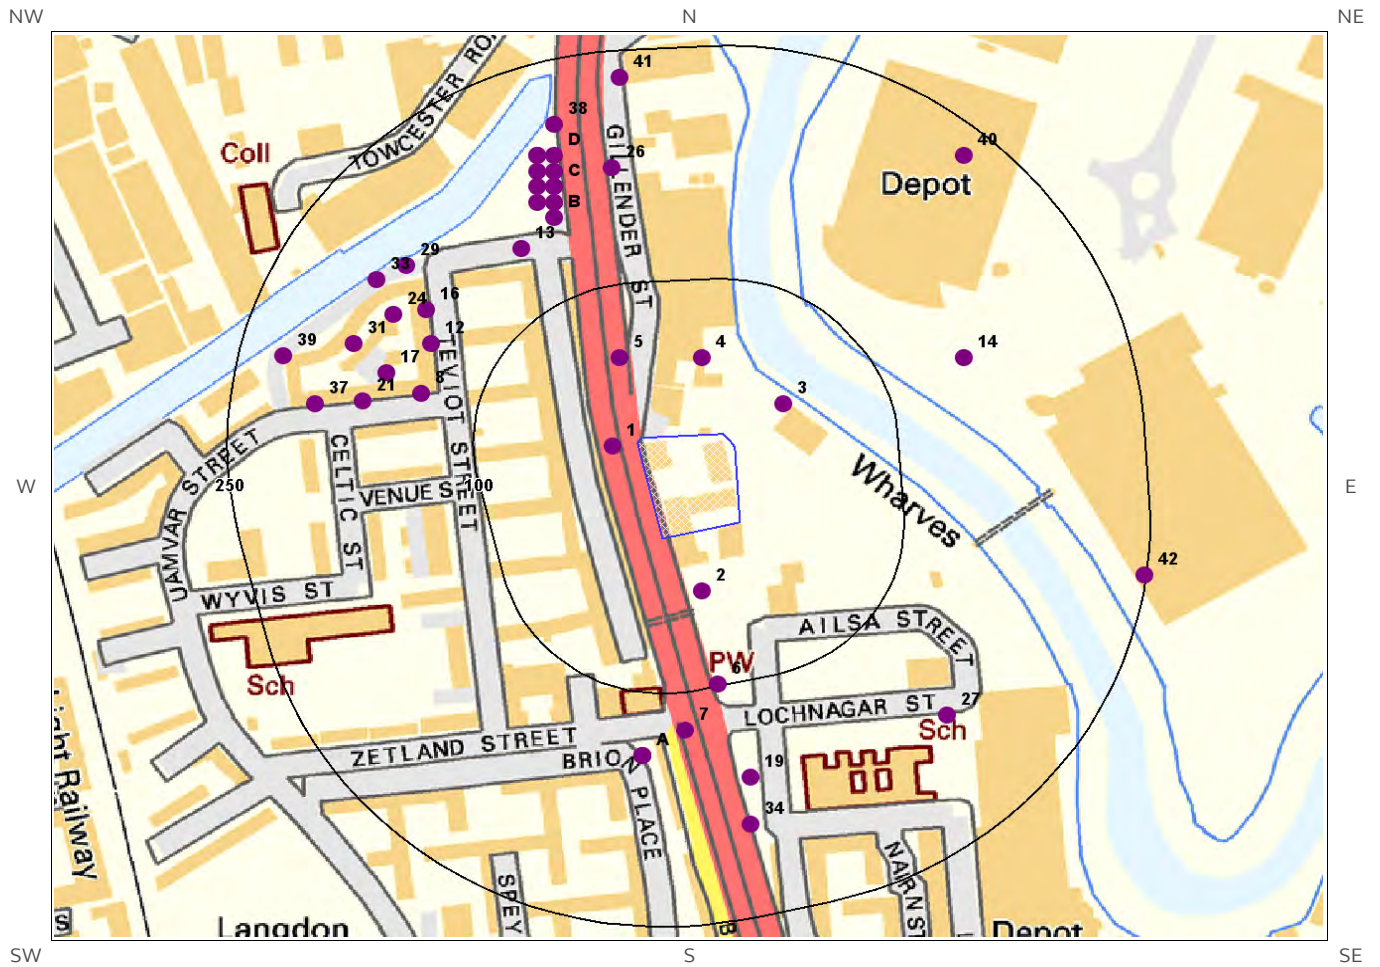 NW
N
NE
41
TOWCESTER RO
38
D
GILLENDER ST
26
40
Coll
C
Depot
B
13
29
33
16
24
12
31
5
4
14
39
17
8
37
21
3
TEVIOT STREET
1
UAMVAR STREET
CELTIC ST
W
250
VENUE S
100
Wharves
E
42
2
WYVIS ST
AILSA STREET
PW
6
Sch
27
7
LOCHNAGAR ST
Sch
ZETLAND STREET
A
BRION PLACE
19
34
ight Railway
NAIRN ST
SPEY
S
Langdon
B
Depot
SW
S
SE